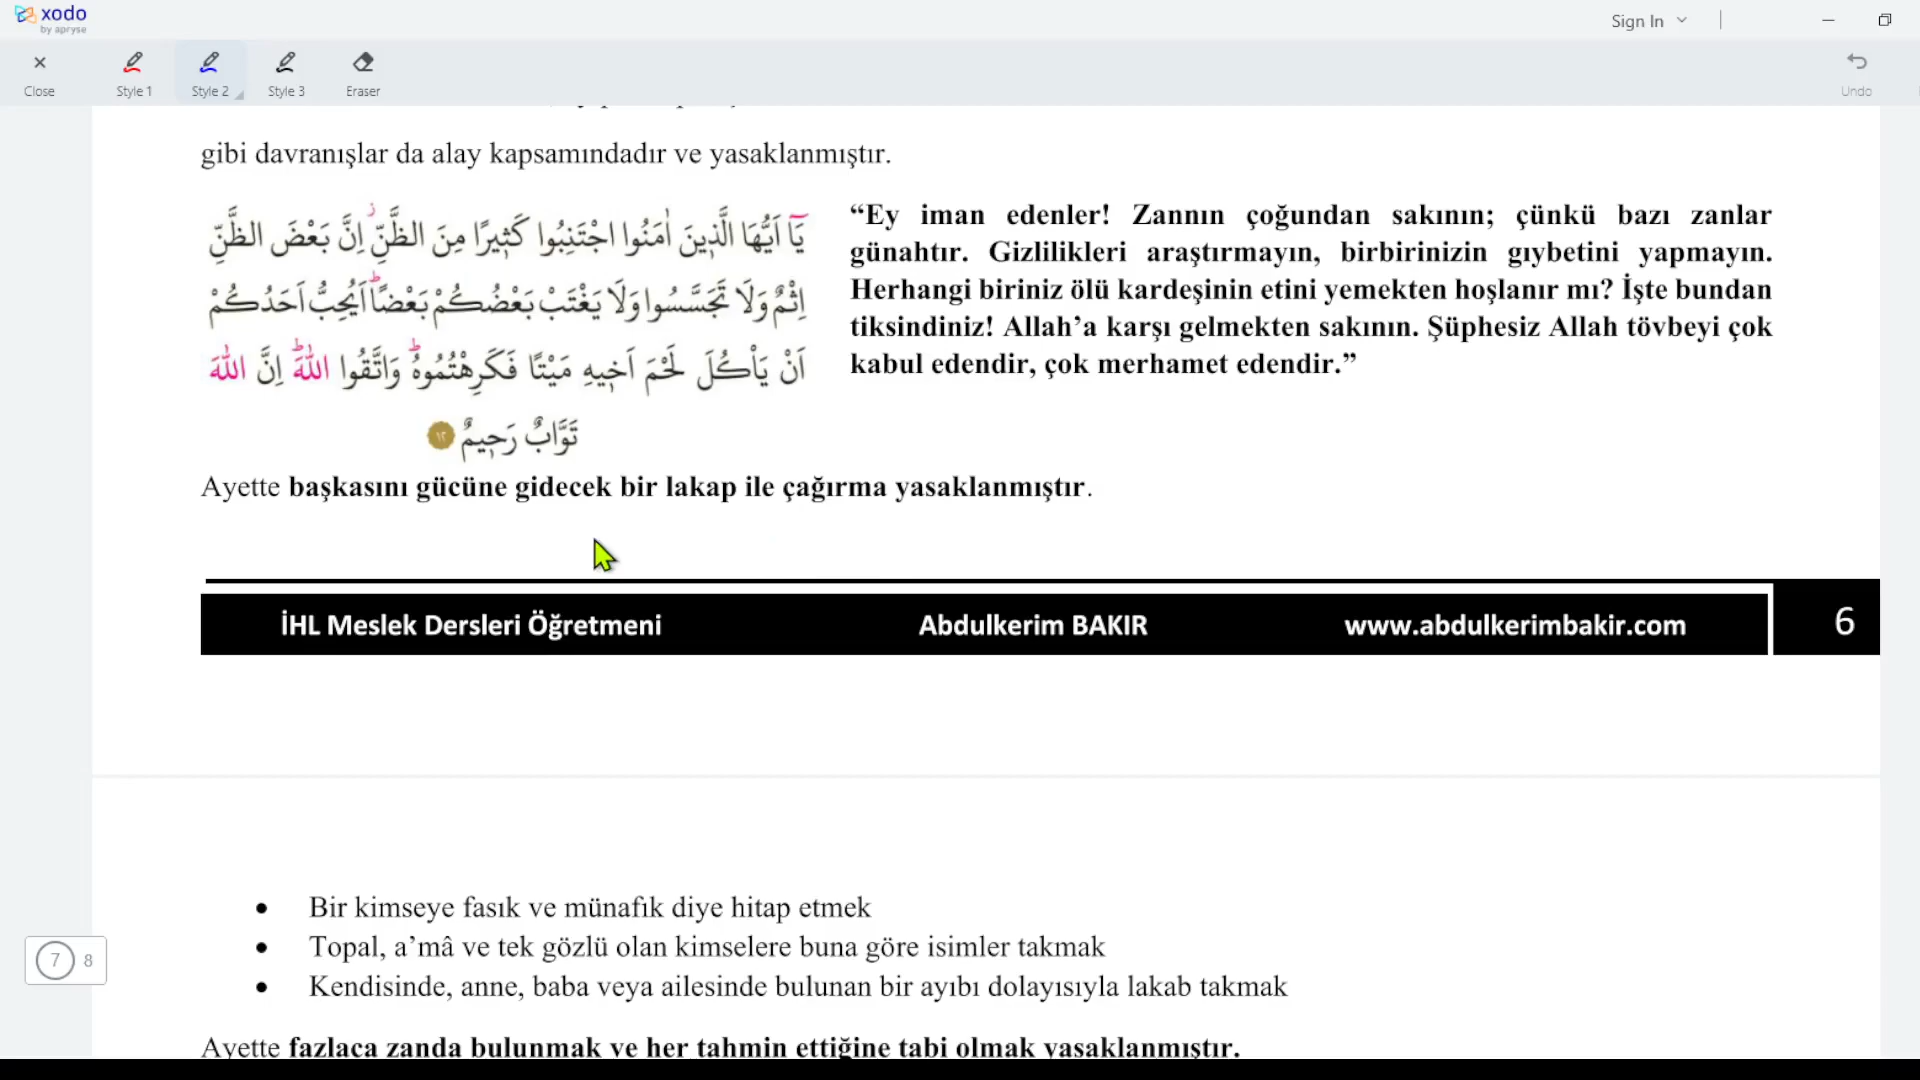 xodo
by apryse
Sign In
Close
Style 1
Style 2
Style 3
Eraser
Undo
gibi davranışlar da alay kapsamındadır ve yasaklanmıştır.
يَٓا اَيُّهَا الَّذ۪ينَ اٰمَنُوا اجْتَنِبُوا كَث۪يرًا مِنَ الظَّنِّۘ اِنَّ بَعْضَ الظَّنِّ
اِثْمٌ وَلَا تَجَسَّسُوا وَلَا يَغْتَبْ بَعْضُكُمْ بَعْضًاۜ اَيُحِبُّ اَحَدُكُمْ
اَنْ يَأْكُلَ لَحْمَ اَخ۪يهِ مَيْتًا فَكَرِهْتُمُوهُۜ وَاتَّقُوا اللّٰهَۜ اِنَّ اللّٰهَ
تَوَّابٌ رَح۪يمٌ ١٢
“Ey iman edenler! Zannın çoğundan sakının; çünkü bazı zanlar
günahtır. Gizlilikleri araştırmayın, birbirinizin gıybetini yapmayın.
Herhangi biriniz ölü kardeşinin etini yemekten hoşlanır mı? İşte bundan
tiksindiniz! Allah’a karşı gelmekten sakının. Şüphesiz Allah tövbeyi çok
kabul edendir, çok merhamet edendir.”
Ayette başkasını gücüne gidecek bir lakap ile çağırma yasaklanmıştır.
İHL Meslek Dersleri Öğretmeni Abdulkerim BAKIR www.abdulkerimbakir.com 6
• Bir kimseye fasık ve münafık diye hitap etmek
• Topal, a’mâ ve tek gözlü olan kimselere buna göre isimler takmak
• Kendisinde, anne, baba veya ailesinde bulunan bir ayıbı dolayısıyla lakab takmak
7 8
Ayette fazlaca zanda bulunmak ve her tahmin ettiğine tabi olmak yasaklanmıştır.